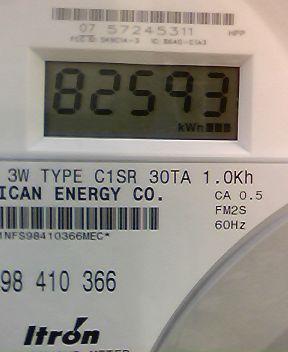 07 57245311
HPP
82593
kWh
3W TYPE C1SR 30TA 1.0Kh
ICAN ENERGY CO.
CA 0.5
FM2S
60Hz
1NFS98410366MEC*
98 410 366
Itron